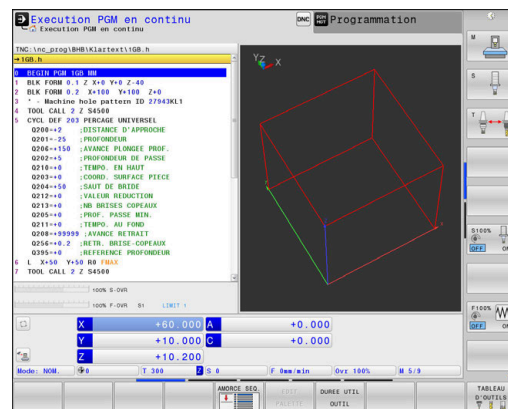 Execution PGM en continu
Execution PGM en continu
DNC
Programmation
TNC:\nc_prog\BHB\Klartext\1GB.h
→1GB.h
0 BEGIN PGM 1GB MM
1 BLK FORM 0.1 Z X+0 Y+0 Z-40
2 BLK FORM 0.2 X+100 Y+100 Z+0
3 * - Machine hole pattern ID 27943KL1
4 TOOL CALL 2 Z S4500
5 CYCL DEF 203 PERCAGE UNIVERSEL
Q200=+2 ;DISTANCE D'APPROCHE
Q201=-25 ;PROFONDEUR
Q206=+150 ;AVANCE PLONGEE PROF.
Q202=+5 ;PROFONDEUR DE PASSE
Q210=+0 ;TEMPO. EN HAUT
Q203=+0 ;COORD. SURFACE PIECE
Q204=+50 ;SAUT DE BRIDE
Q212=+0 ;VALEUR REDUCTION
Q213=+0 ;NB BRISES COPEAUX
Q205=+0 ;PROF. PASSE MIN.
Q211=+0 ;TEMPO. AU FOND
Q208=+99999 ;AVANCE RETRAIT
Q256=+0.2 ;RETR. BRISE-COPEAUX
Q395=+0 ;REFERENCE PROFONDEUR
6 L X+50 Y+50 R0 FMAX
7 TOOL CALL 2 Z S4500
YZ X
100% S-OVR
100% F-OVR S1 LIMIT 1
X +60.000 A +0.000
Y +10.000 C +0.000
Z +10.200
Mode: NOM. 0 T 300 Z S 0 F 0mm/min Ovr 100% M 5/9
M
S
T
S100%
OFF ON
F100%
OFF ON
AMORCE SEQ.
DUREE UTIL
OUTIL
TABLEAU
D'OUTILS